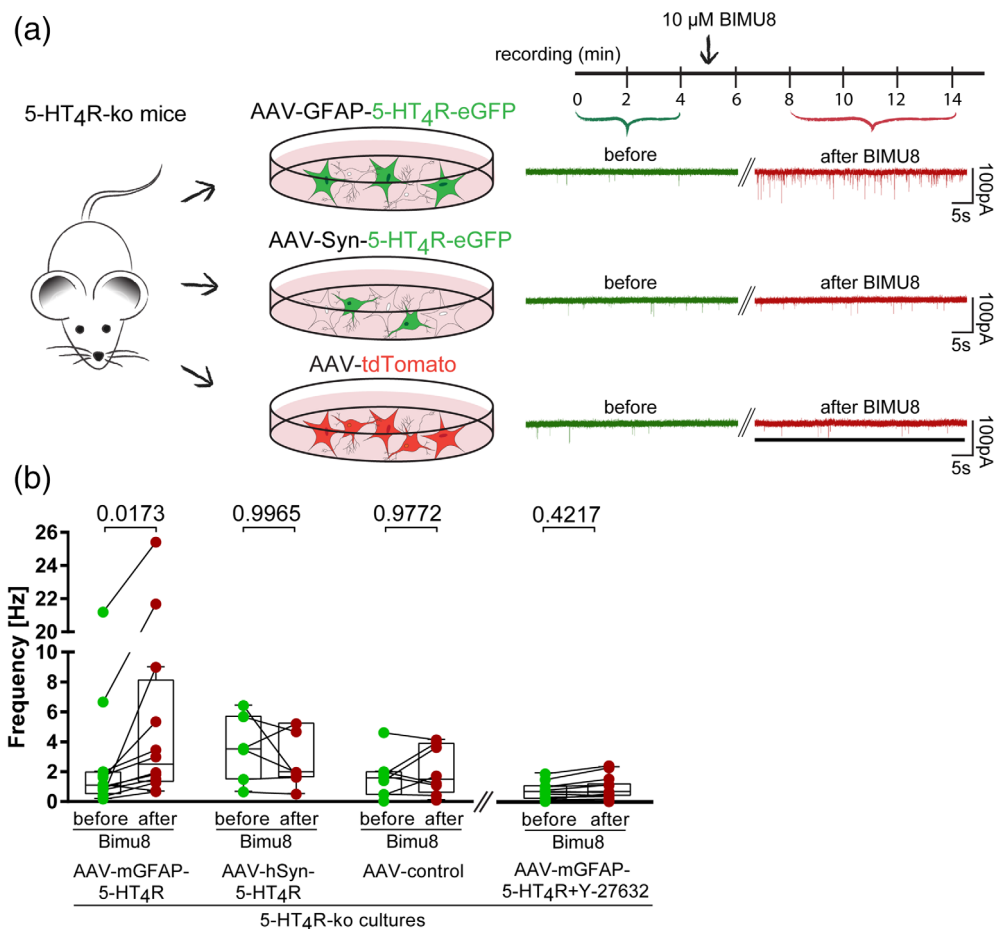 (a)
10 µM BIMU8
recording (min)
0 2 4 6 8 10 12 14
5-HT4R-ko mice
AAV-GFAP-5-HT4R-eGFP
before
after BIMU8
100pA
5s
AAV-Syn-5-HT4R-eGFP
before
after BIMU8
100pA
5s
AAV-tdTomato
before
after BIMU8
100pA
5s
(b)
0.0173 0.9965 0.9772 0.4217
Frequency [Hz]
26
24
22
20
10
8
6
4
2
0
before after before after before after before after
Bimu8 Bimu8 Bimu8 Bimu8
AAV-mGFAP- AAV-hSyn- AAV-control AAV-mGFAP-
5-HT4R 5-HT4R 5-HT4R+Y-27632
5-HT4R-ko cultures